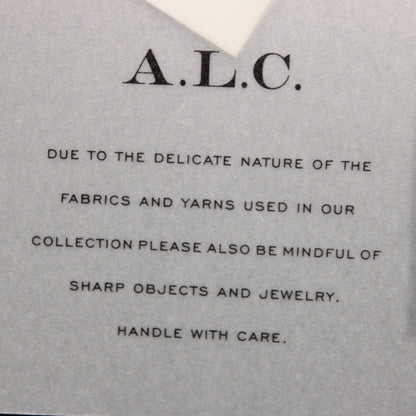 A.L.C.
DUE TO THE DELICATE NATURE OF THE
FABRICS AND YARNS USED IN OUR
COLLECTION PLEASE ALSO BE MINDFUL OF
SHARP OBJECTS AND JEWELRY.
HANDLE WITH CARE.